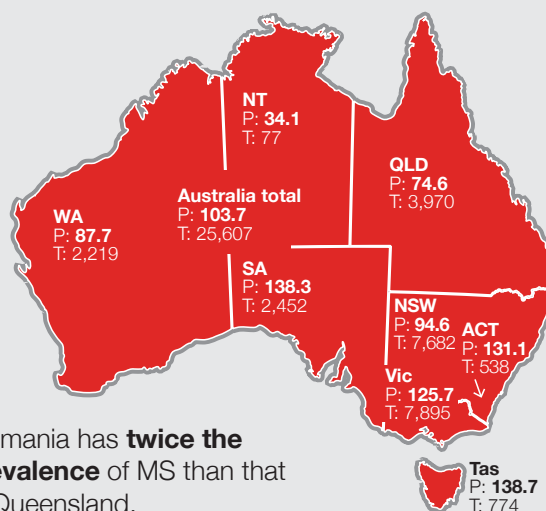 NT
P: 34.1
T: 77
QLD
P: 74.6
T: 3,970
Australia total
P: 103.7
T: 25,607
WA
P: 87.7
T: 2,219
SA
P: 138.3
T: 2,452
NSW
P: 94.6
T: 7,682
ACT
P: 131.1
T: 538
Vic
P: 125.7
T: 7,895
mania has twice the
evalence of MS than that
Queensland.
Tas
P: 138.7
T: 774